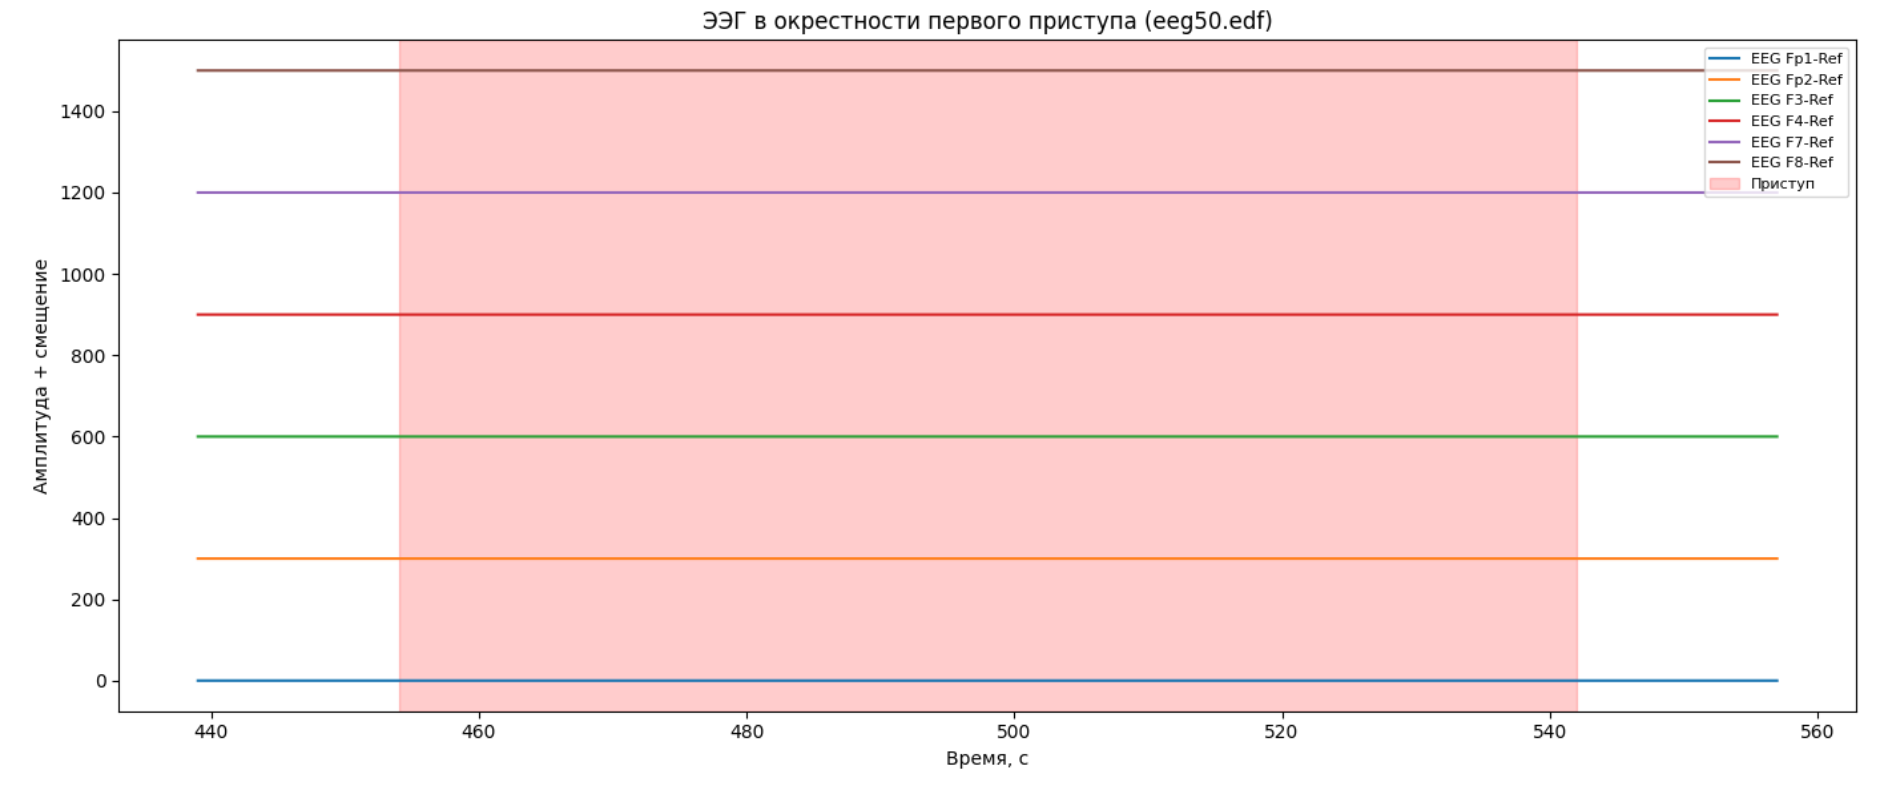 ЭЭГ в окрестности первого приступа (eeg50.edf)
EEG Fp1-Ref
EEG Fp2-Ref
EEG F3-Ref
EEG F4-Ref
EEG F7-Ref
EEG F8-Ref
Приступ
Амплитуда + смещение
1400
1200
1000
800
600
400
200
0
440 460 480 500 520 540 560
Время, с